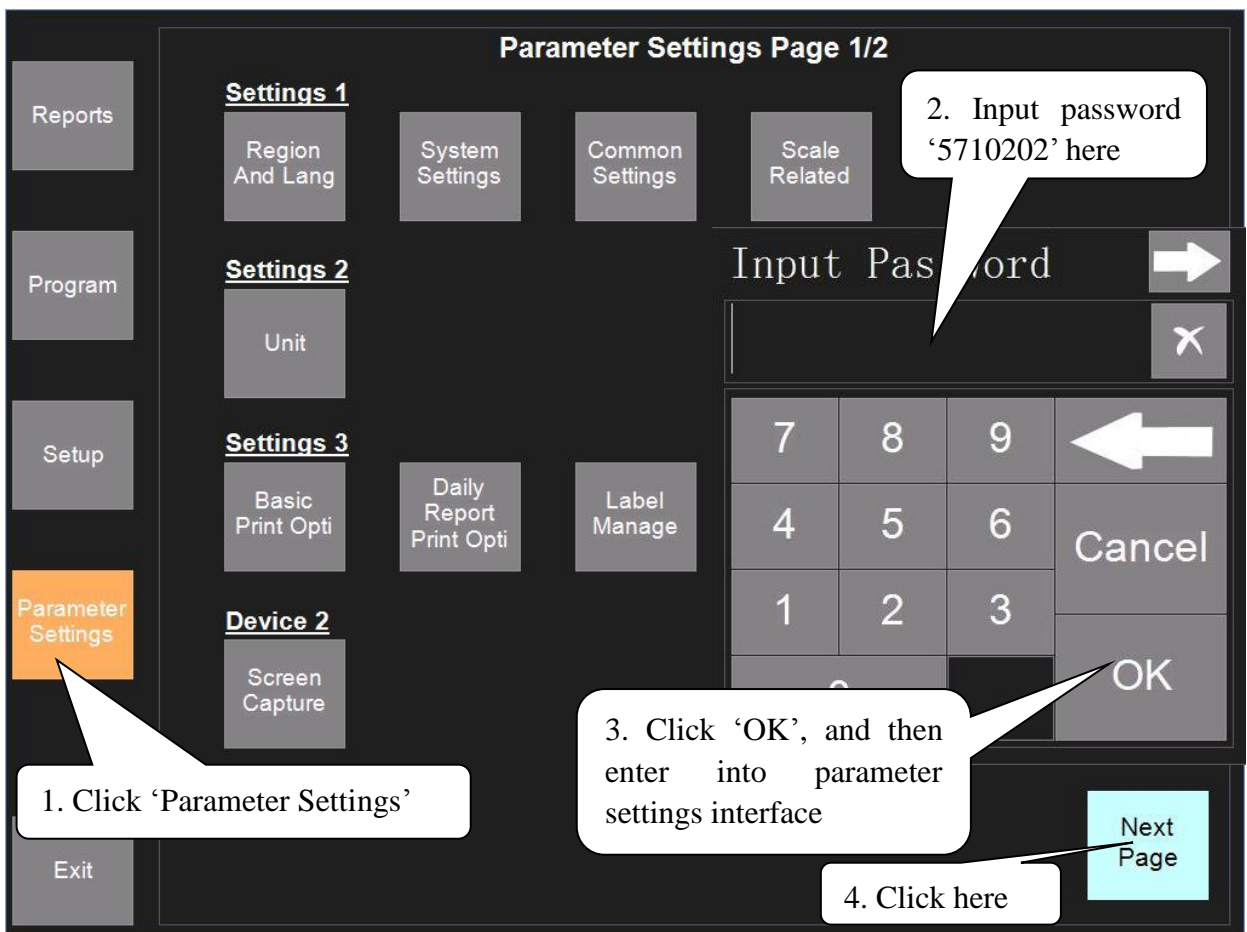 Parameter Settings Page 1/2
Reports
Program
Setup
Parameter
Settings
Exit
Settings 1
Region
And Lang
System
Settings
Common
Settings
Scale
Related
Settings 2
Unit
Settings 3
Basic
Print Opti
Daily
Report
Print Opti
Label
Manage
Device 2
Screen
Capture
2. Input password
‘5710202’ here
Input Pas word
7 8 9
4 5 6
Cancel
1 2 3
OK
3. Click ‘OK’, and then
enter into parameter
settings interface
1. Click ‘Parameter Settings’
4. Click here
Next
Page